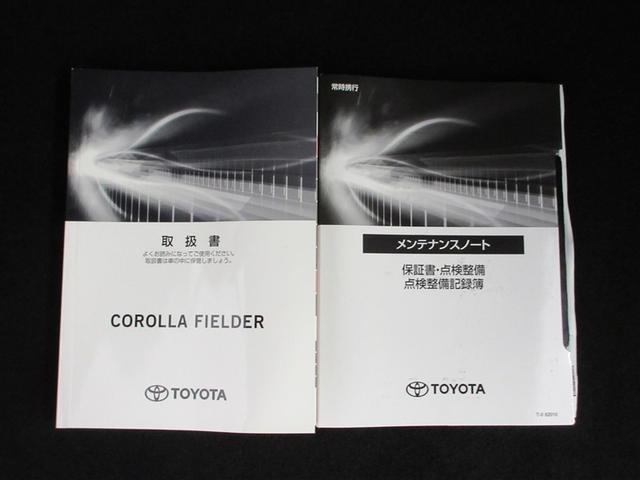 取扱書
よくお読みになってご使用ください。
取扱書は車の中に保管しましょう。
COROLLA FIELDER
TOYOTA
常時携行
メンテナンスノート
保証書・点検整備
点検整備記録簿
TOYOTA